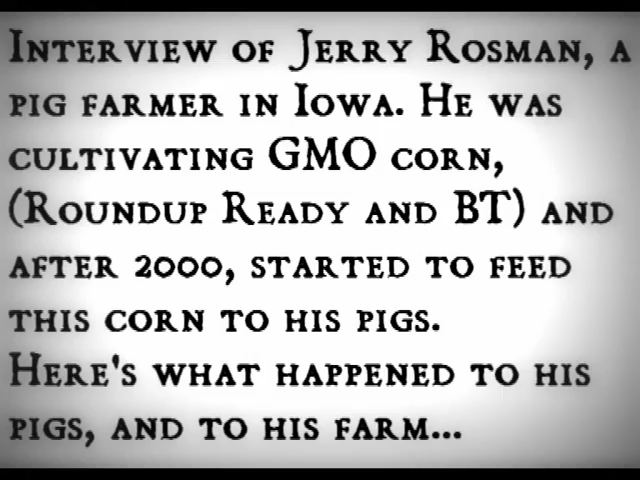 Interview of Jerry Rosman, a
pig farmer in Iowa. He was
cultivating GMO corn,
(Roundup Ready and BT) and
after 2000, started to feed
this corn to his pigs.
Here's what happened to his
pigs, and to his farm...